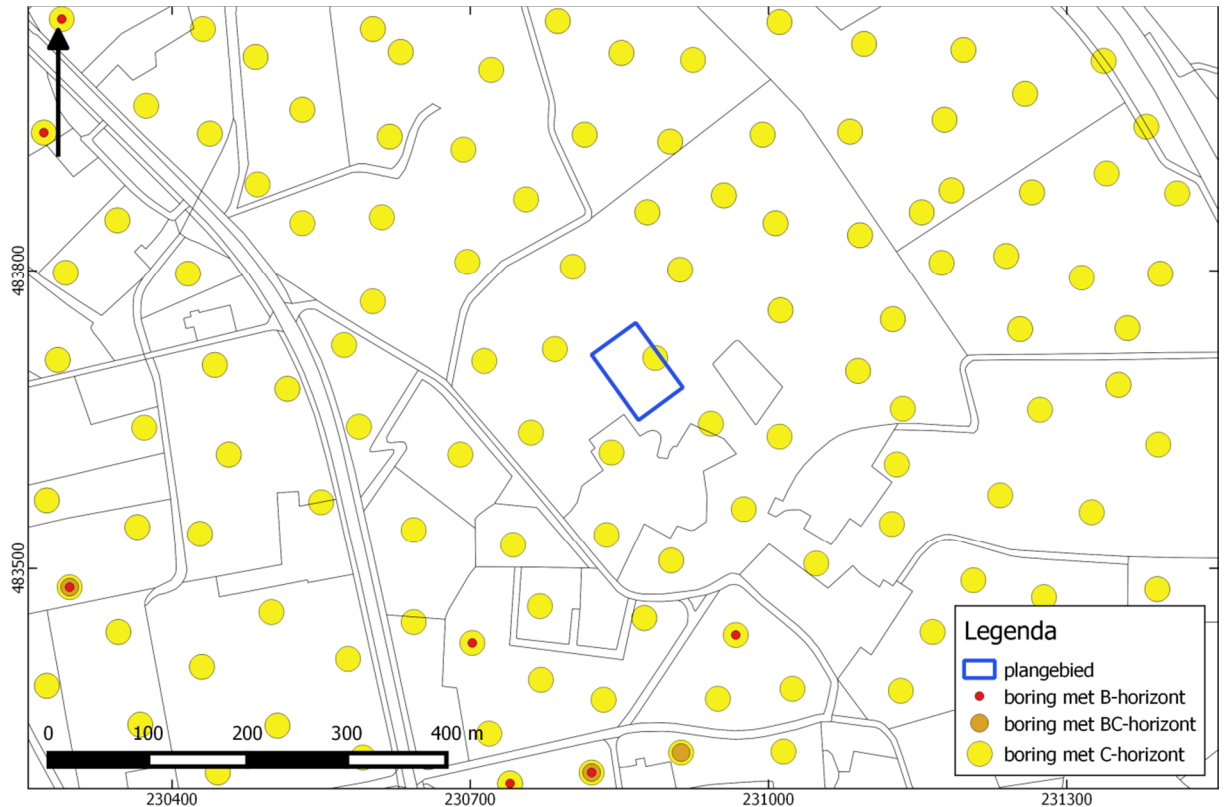 483800
483500
Legenda
plangebied
boring met B-horizont
boring met BC-horizont
boring met C-horizont
0 100 200 300 400 m
230400 230700 231000 231300